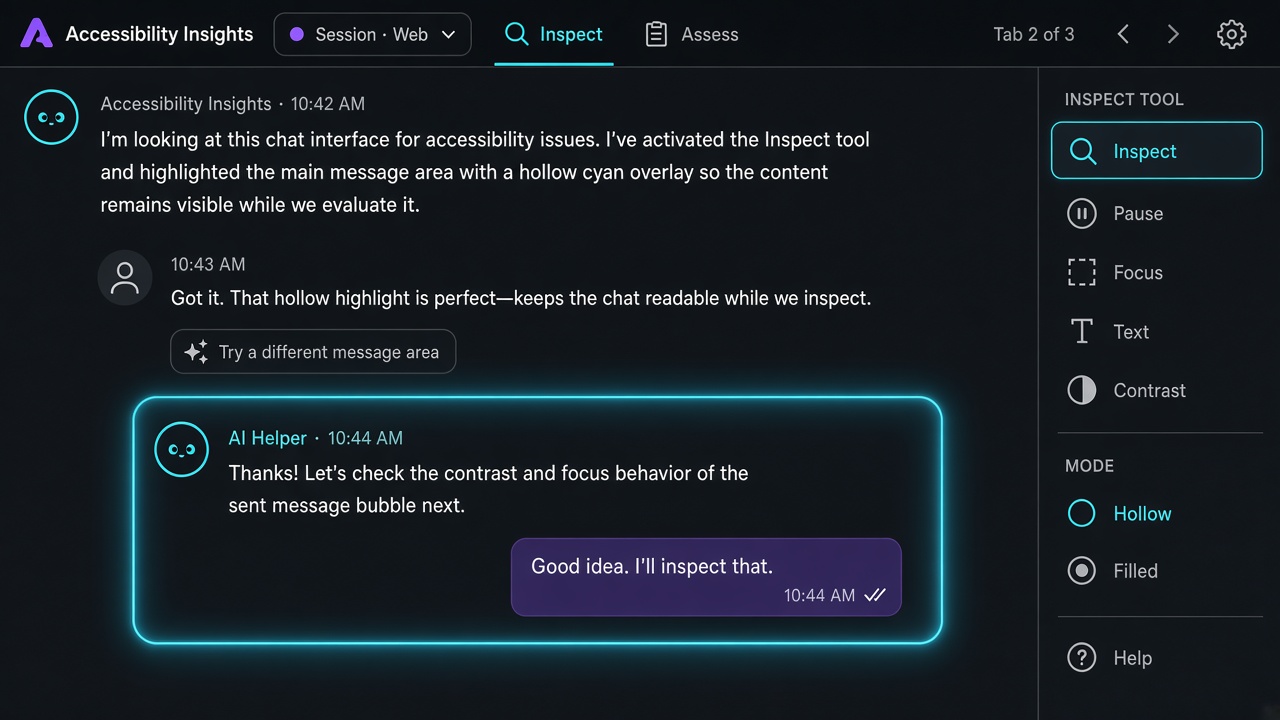 Accessibility Insights
Session · Web
Inspect
Assess
Tab 2 of 3
Accessibility Insights · 10:42 AM
I’m looking at this chat interface for accessibility issues. I’ve activated the Inspect tool
and highlighted the main message area with a hollow cyan overlay so the content
remains visible while we evaluate it.
10:43 AM
Got it. That hollow highlight is perfect—keeps the chat readable while we inspect.
Try a different message area
AI Helper · 10:44 AM
Thanks! Let’s check the contrast and focus behavior of the
sent message bubble next.
Good idea. I’ll inspect that.
10:44 AM
INSPECT TOOL
Inspect
Pause
Focus
Text
Contrast
MODE
Hollow
Filled
Help